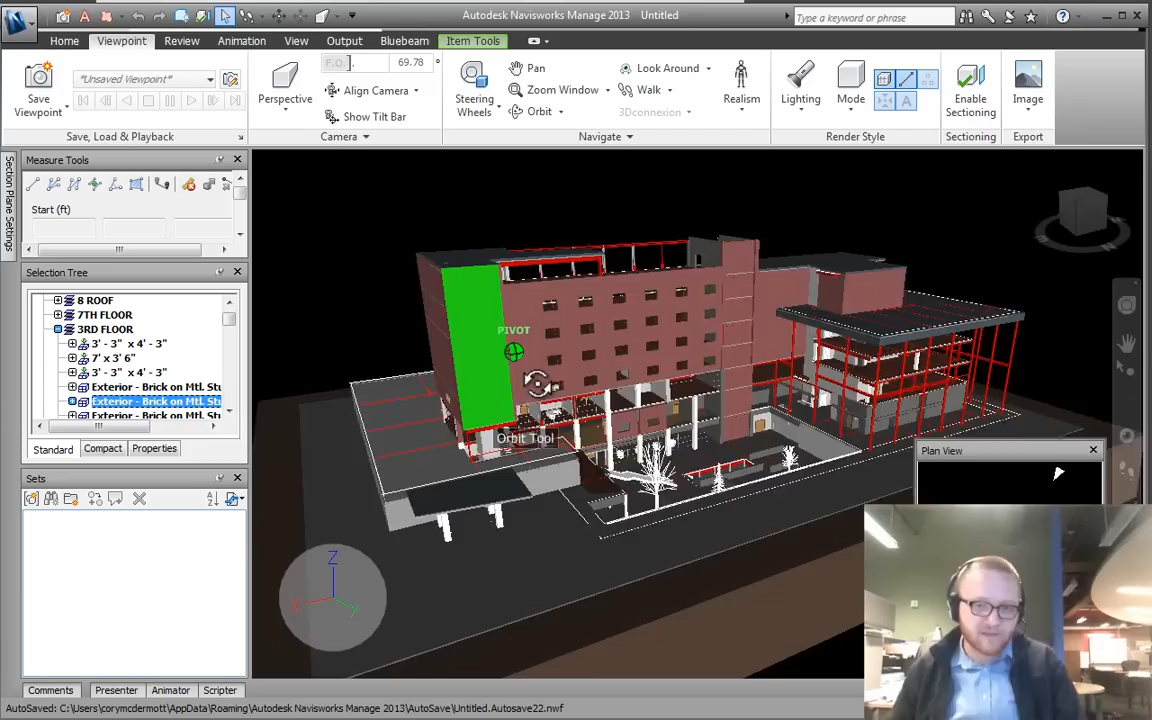 Autodesk Navisworks Manage 2013 Untitled
Type a keyword or phrase
Home Viewpoint Review Animation View Output Bluebeam Item Tools
Save Viewpoint
*Unsaved Viewpoint*
Save, Load & Playback
Perspective
F.O. 69.78 °
Align Camera
Show Tilt Bar
Camera
Steering Wheels
Pan
Zoom Window
Orbit
Look Around
Walk
3Dconnexion
Navigate
Realism
Lighting
Mode
Render Style
Enable Sectioning
Sectioning
Image
Export
Section Plane Settings
Measure Tools
Start (ft)
Selection Tree
8 ROOF
7TH FLOOR
3RD FLOOR
3' - 3" x 4' - 3"
7' x 3' 6"
3' - 3" x 4' - 3"
Exterior - Brick on Mtl. Stu
Exterior - Brick on Mtl. Stu
Exterior - Brick on Mtl. Stu
Standard Compact Properties
Sets
PIVOT
Orbit Tool
Plan View
Z
X
Y
Comments Presenter Animator Scripter
AutoSaved: C:\Users\corymcdermott\AppData\Roaming\Autodesk Navisworks Manage 2013\AutoSave\Untitled.Autosave22.nwf